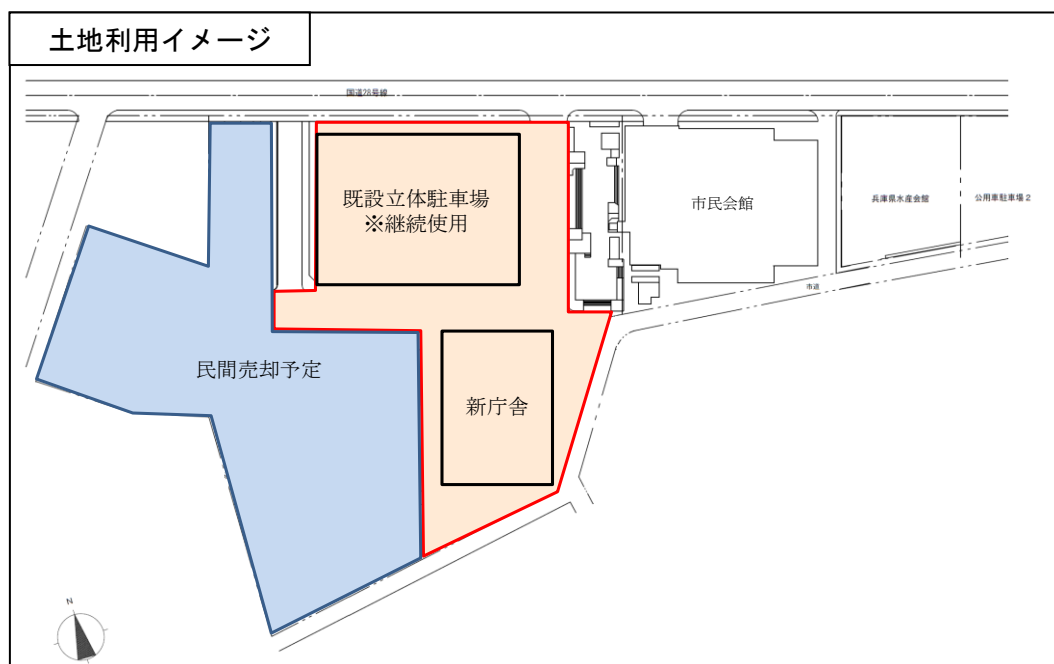 土地利用イメージ
国道28号線
既設立体駐車場
※継続使用
市民会館
兵庫県水産会館
公用車駐車場2
市道
民間売却予定
新庁舎
N